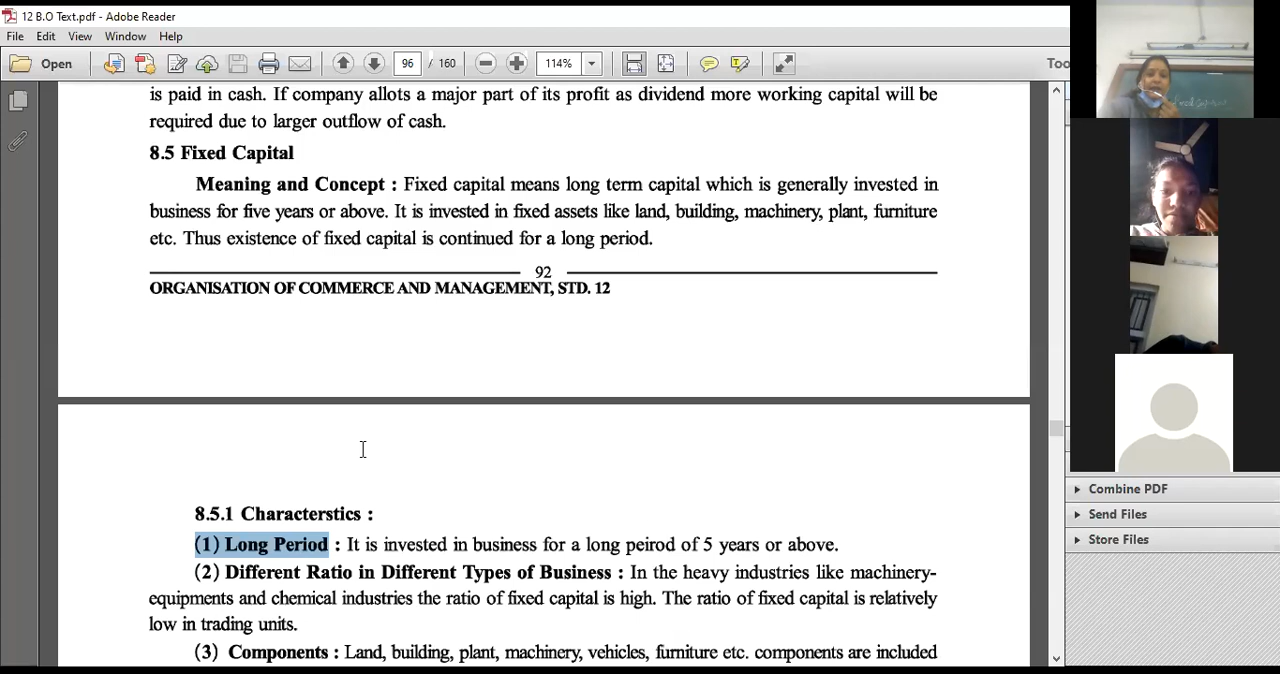 12 B.O Text.pdf - Adobe Reader
File Edit View Window Help
Open 96 / 160 114% Too
is paid in cash. If company allots a major part of its profit as dividend more working capital will be
required due to larger outflow of cash.
8.5 Fixed Capital
Meaning and Concept : Fixed capital means long term capital which is generally invested in
business for five years or above. It is invested in fixed assets like land, building, machinery, plant, furniture
etc. Thus existence of fixed capital is continued for a long period.
92
ORGANISATION OF COMMERCE AND MANAGEMENT, STD. 12
8.5.1 Characterstics :
(1) Long Period : It is invested in business for a long peirod of 5 years or above.
(2) Different Ratio in Different Types of Business : In the heavy industries like machinery-
equipments and chemical industries the ratio of fixed capital is high. The ratio of fixed capital is relatively
low in trading units.
(3) Components : Land, building, plant, machinery, vehicles, furniture etc. components are included
Combine PDF
Send Files
Store Files